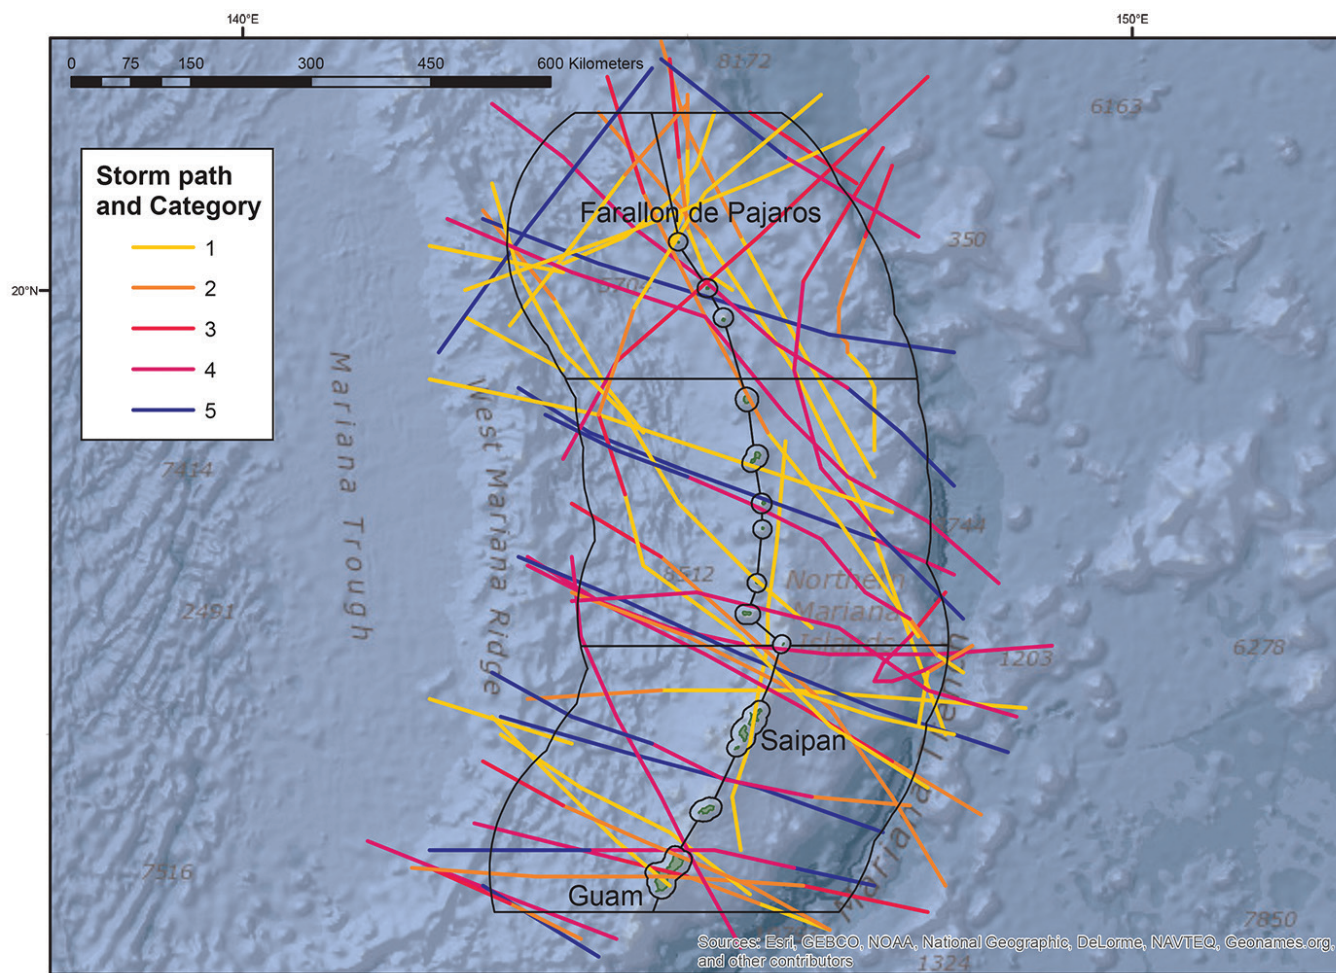 140°E 150°E
0 75 150 300 450 600 Kilometers
8172
6163
Storm path
and Category
1
2
3
4
5
Farallon de Pajaros
350
20°N
Mariana Trough
West Mariana Ridge
7414
744
8512
Northern
Mariana
Islands
2491
1203
6278
Saipan
7516
Guam
7850
Sources: Esri, GEBCO, NOAA, National Geographic, DeLorme, NAVTEQ, Geonames.org,
and other contributors
1324